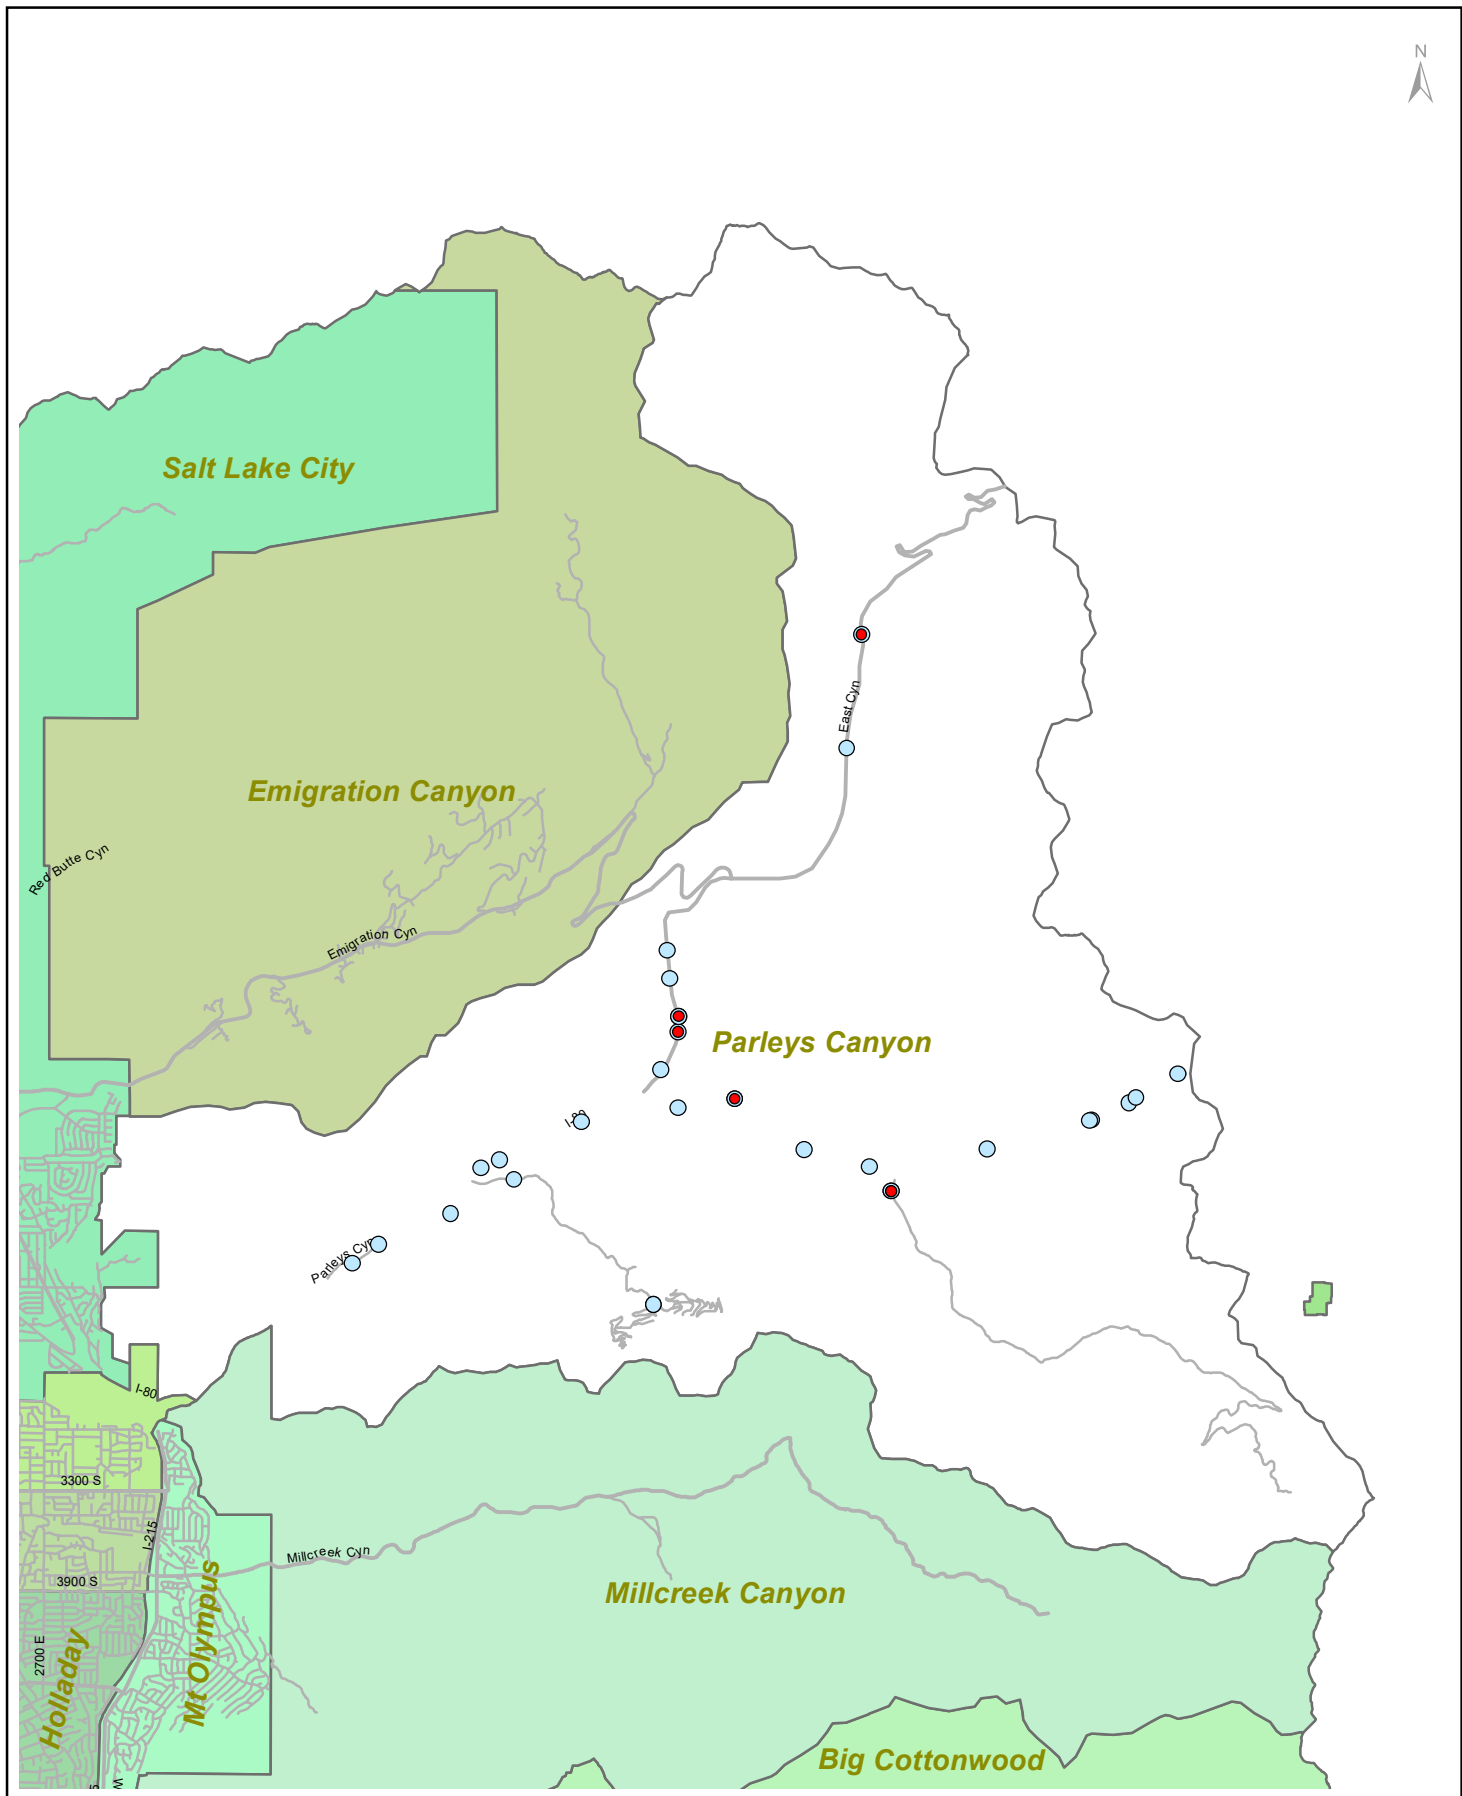 N
Salt Lake City
East Cyn
Emigration Canyon
Red Butte Cyn
Emigration Cyn
Parleys Canyon
I-80
Parleys Cyn
I-80
3300 S
I-215
Millcreek Cyn
3900 S
Millcreek Canyon
2700 E
Holladay
Mt Olympus
Big Cottonwood
S
W